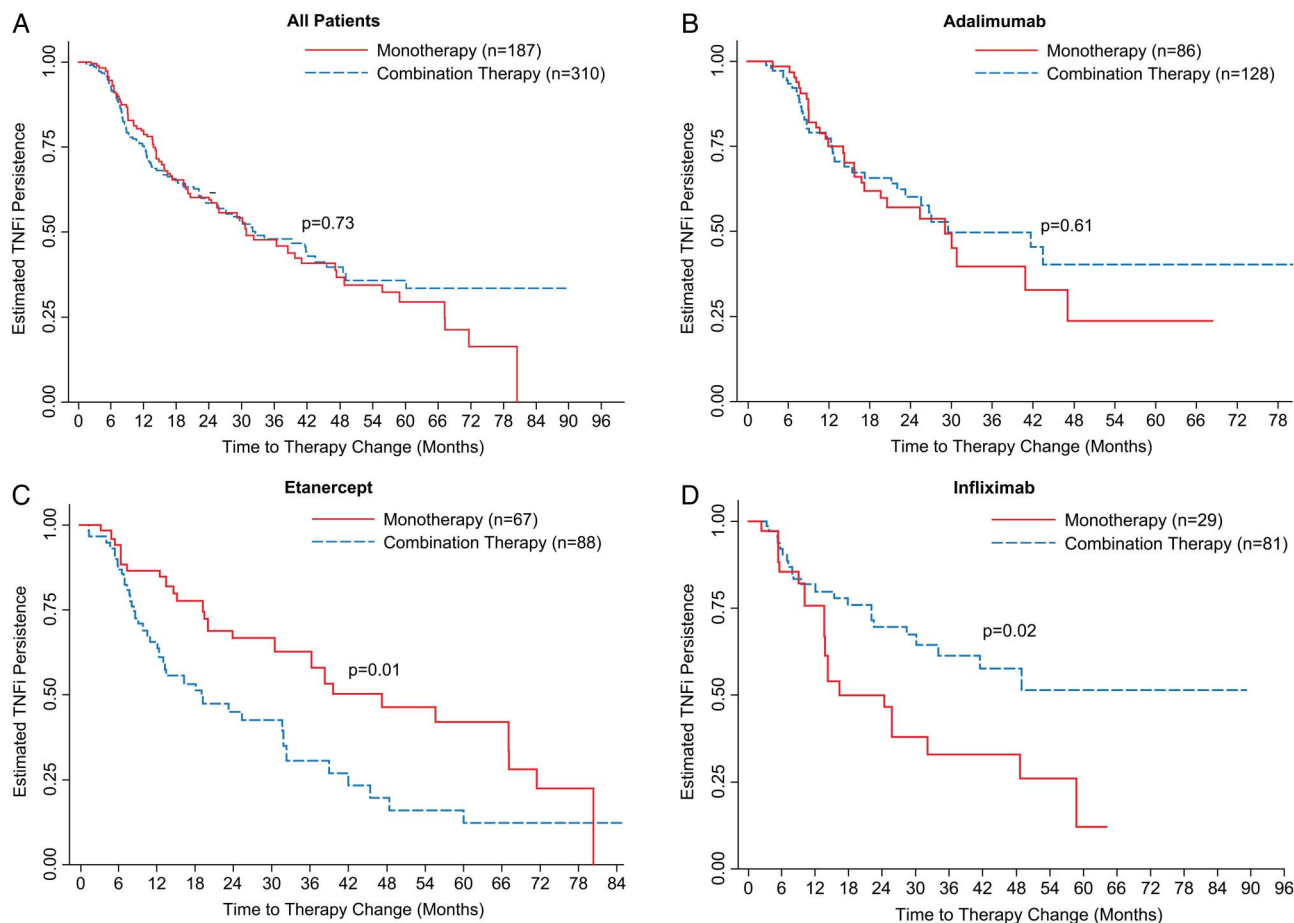 A
All Patients
Monotherapy (n=187)
Combination Therapy (n=310)
Estimated TNFi Persistence
1.00
0.75
0.50
0.25
0.00
p=0.73
0 6 12 18 24 30 36 42 48 54 60 66 72 78 84 90 96
Time to Therapy Change (Months)
B
Adalimumab
Monotherapy (n=86)
Combination Therapy (n=128)
Estimated TNFi Persistence
1.00
0.75
0.50
0.25
0.00
p=0.61
0 6 12 18 24 30 36 42 48 54 60 66 72 78
Time to Therapy Change (Months)
C
Etanercept
Monotherapy (n=67)
Combination Therapy (n=88)
Estimated TNFi Persistence
1.00
0.75
0.50
0.25
0.00
p=0.01
0 6 12 18 24 30 36 42 48 54 60 66 72 78 84
Time to Therapy Change (Months)
D
Infliximab
Monotherapy (n=29)
Combination Therapy (n=81)
Estimated TNFi Persistence
1.00
0.75
0.50
0.25
0.00
p=0.02
0 6 12 18 24 30 36 42 48 54 60 66 72 78 84 90 96
Time to Therapy Change (Months)